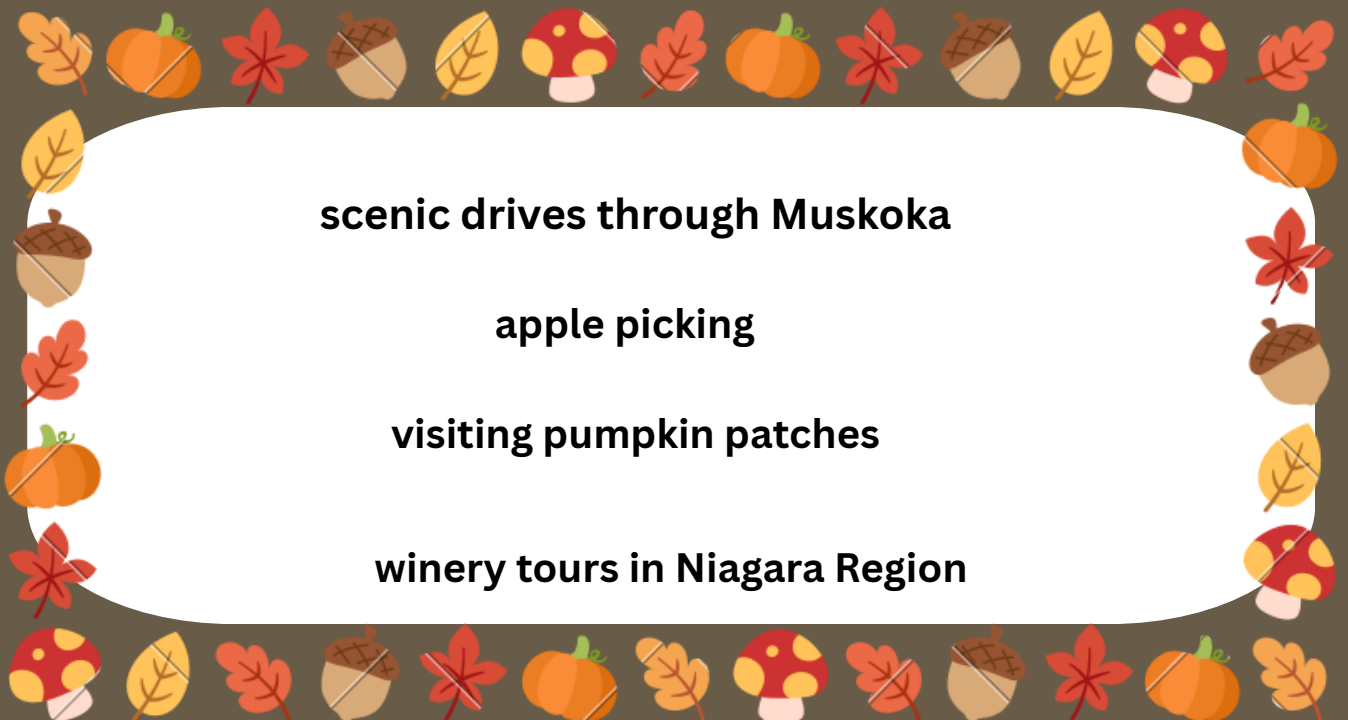 scenic drives through Muskoka
apple picking
visiting pumpkin patches
winery tours in Niagara Region